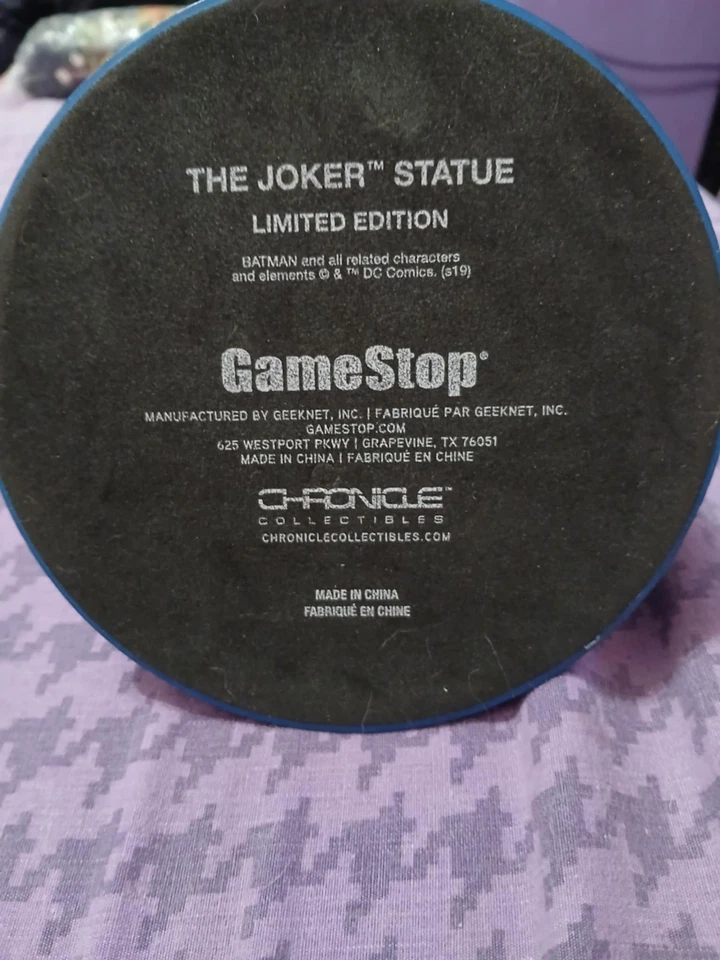 THE JOKER™ STATUE
LIMITED EDITION
BATMAN and all related characters
and elements © & ™ DC Comics. (s19)
GameStop®
MANUFACTURED BY GEEKNET, INC. | FABRIQUÉ PAR GEEKNET, INC.
GAMESTOP.COM
625 WESTPORT PKWY | GRAPEVINE, TX 76051
MADE IN CHINA | FABRIQUÉ EN CHINE
CHRONICLE™
COLLECTIBLES
CHRONICLECOLLECTIBLES.COM
MADE IN CHINA
FABRIQUÉ EN CHINE